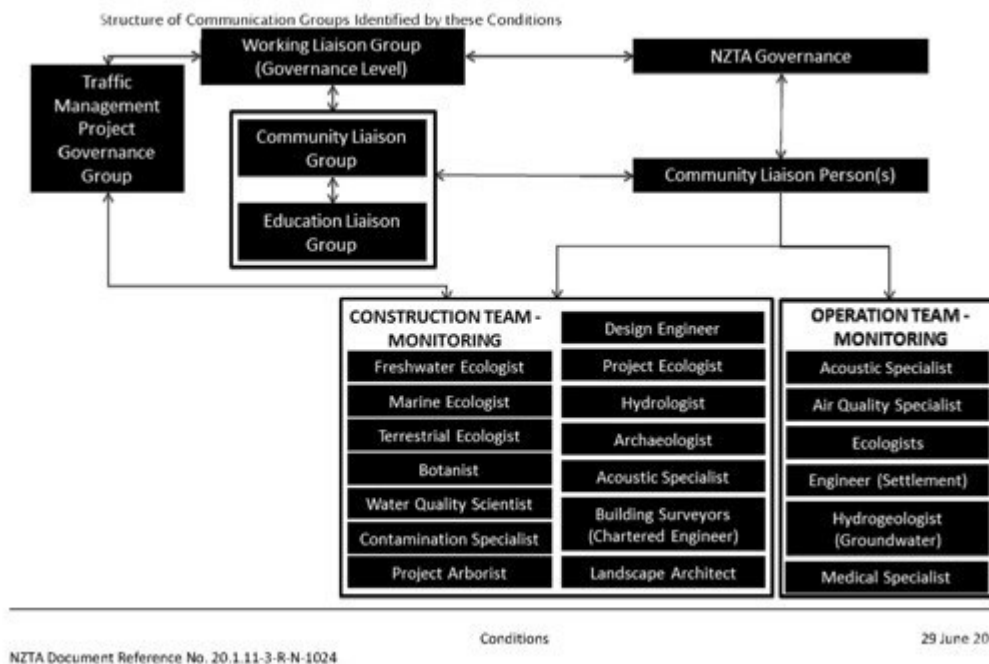 Structure of Communication Groups Identified by these Conditions
Working Liaison Group
(Governance Level)
NZTA Governance
Traffic
Management
Project
Governance
Group
Community Liaison
Group
Community Liaison Person(s)
Education Liaison
Group
CONSTRUCTION TEAM -
MONITORING
Freshwater Ecologist
Marine Ecologist
Terrestrial Ecologist
Botanist
Water Quality Scientist
Contamination Specialist
Project Arborist
Design Engineer
Project Ecologist
Hydrologist
Archaeologist
Acoustic Specialist
Building Surveyors
(Chartered Engineer)
Landscape Architect
OPERATION TEAM -
MONITORING
Acoustic Specialist
Air Quality Specialist
Ecologists
Engineer (Settlement)
Hydrogeologist
(Groundwater)
Medical Specialist
Conditions
29 June 20
NZTA Document Reference No. 20.1.11-3-R-N-1024